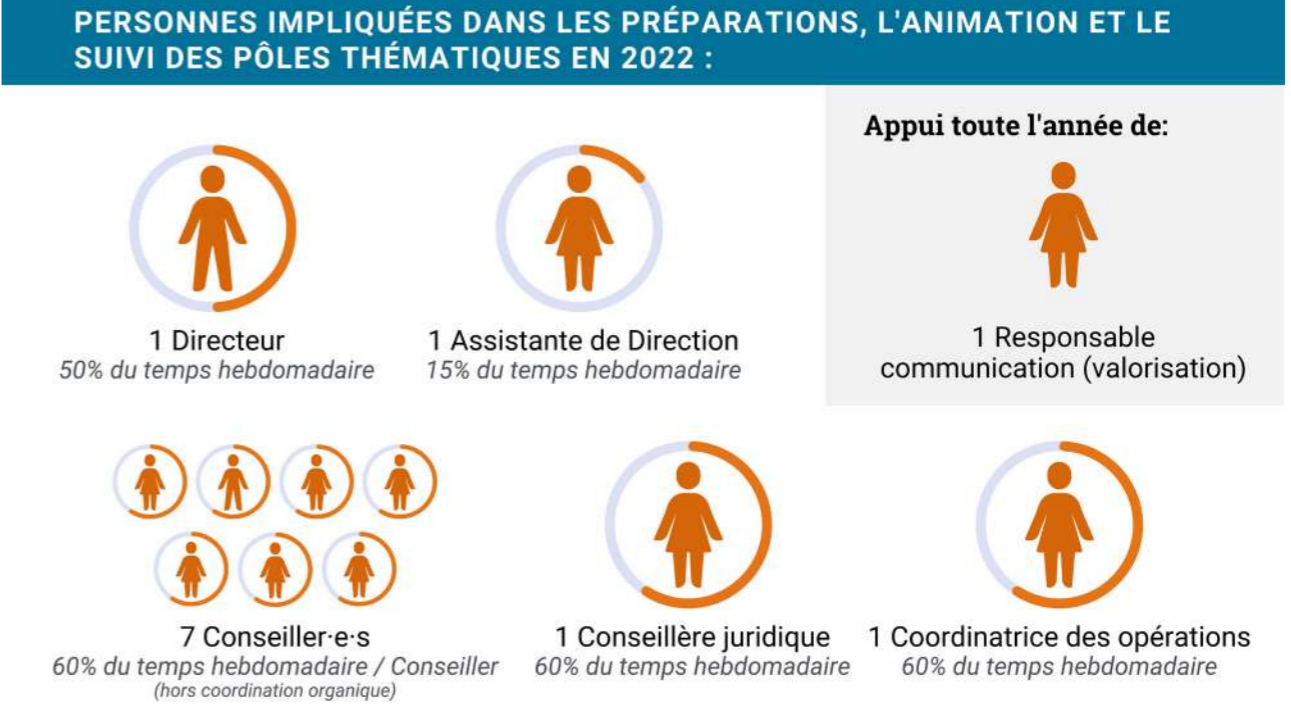 PERSONNES IMPLIQUÉES DANS LES PRÉPARATIONS, L'ANIMATION ET LE
SUIVI DES PÔLES THÉMATIQUES EN 2022 :
1 Directeur
50% du temps hebdomadaire
1 Assistante de Direction
15% du temps hebdomadaire
Appui toute l'année de:
1 Responsable
communication (valorisation)
7 Conseiller·e·s
60% du temps hebdomadaire / Conseiller
(hors coordination organique)
1 Conseillère juridique
60% du temps hebdomadaire
1 Coordinatrice des opérations
60% du temps hebdomadaire